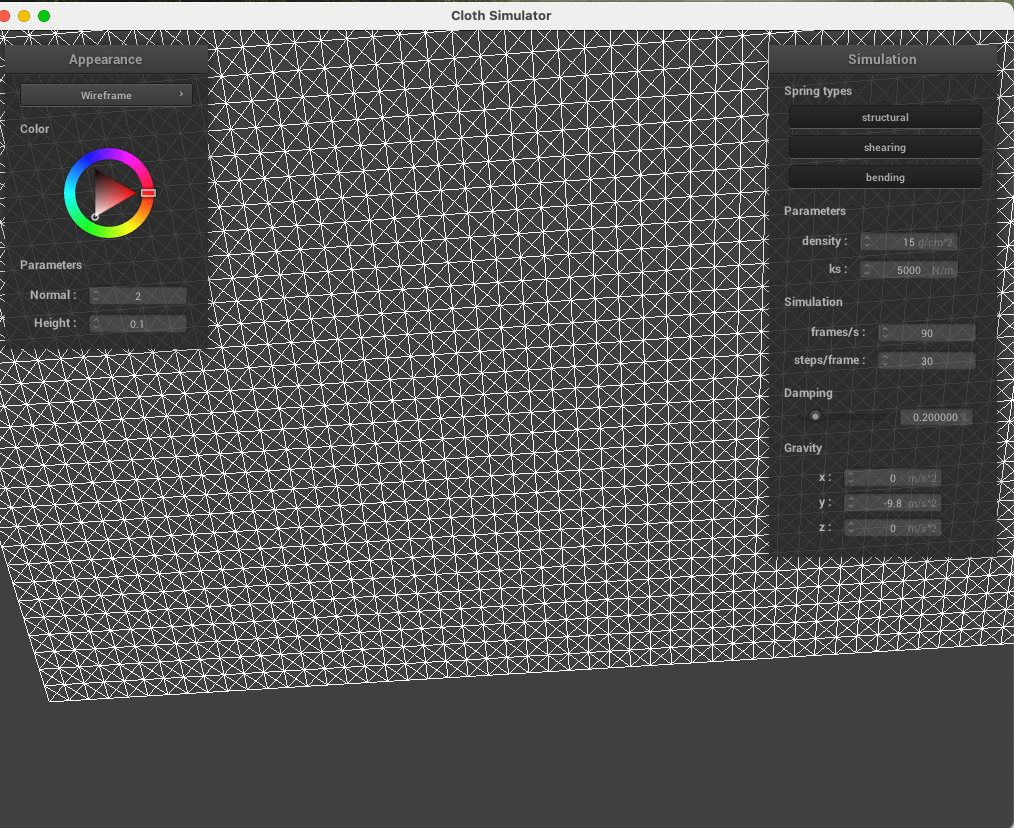 Cloth Simulator
Appearance
Wireframe
Color
Parameters
Normal : 2
Height : 0.1
Simulation
Spring types
structural
shearing
bending
Parameters
density : 15 g/cm^2
ks : 5000 N/m
Simulation
frames/s : 90
steps/frame : 30
Damping
0.200000 %
Gravity
x : 0 m/s^2
y : -9.8 m/s^2
z : 0 m/s^2